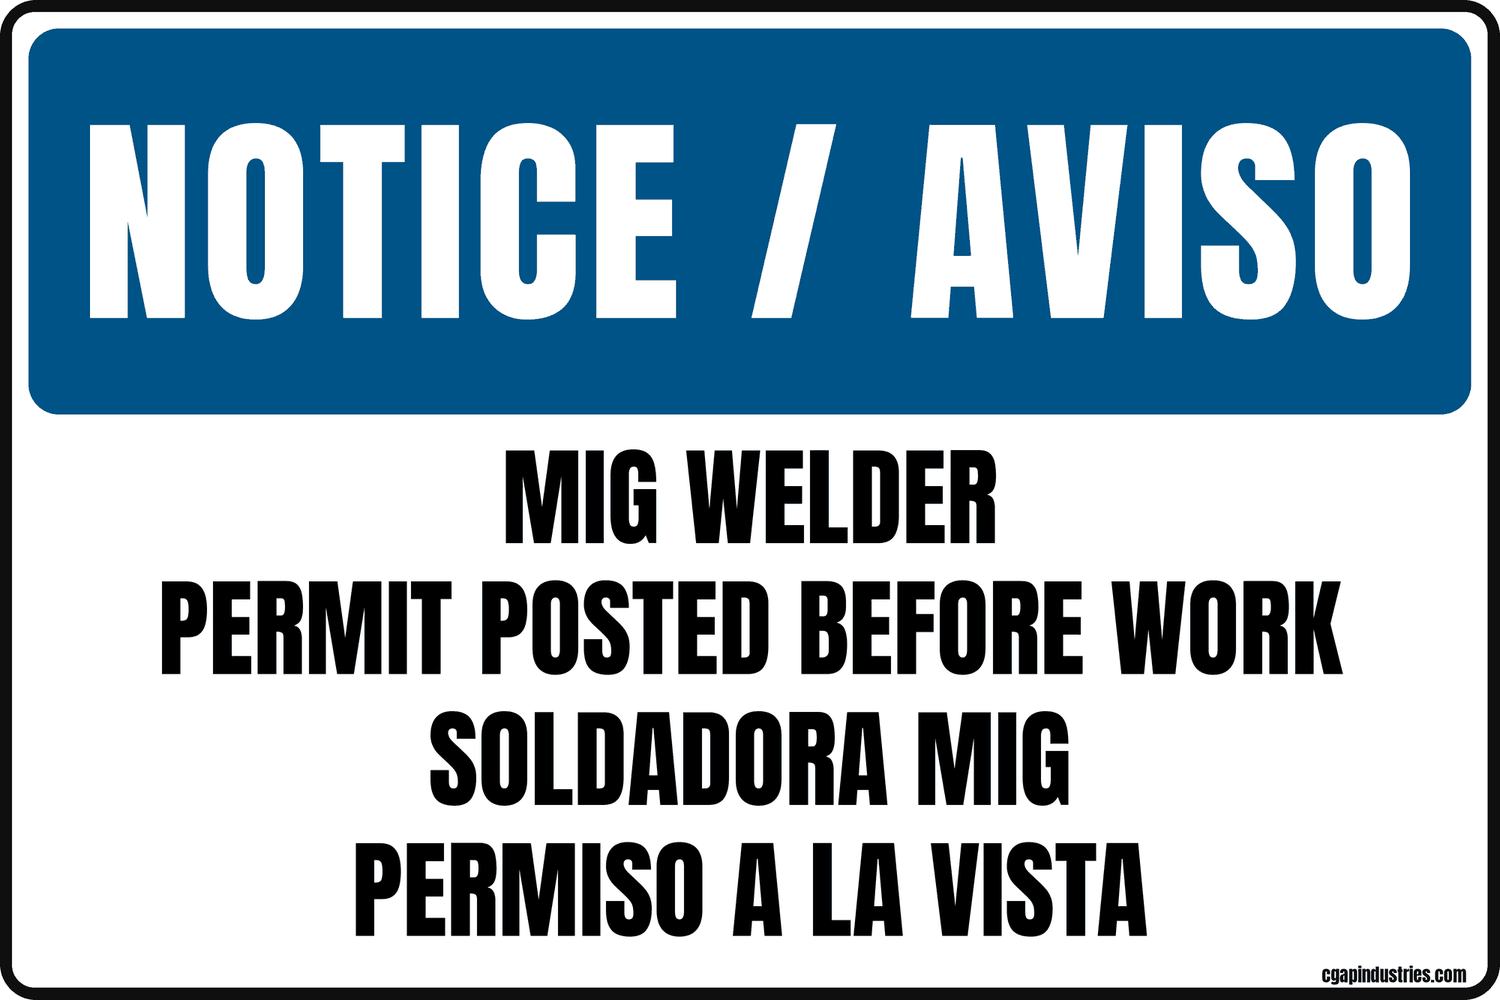 NOTICE / AVISO
MIG WELDER
PERMIT POSTED BEFORE WORK
SOLDADORA MIG
PERMISO A LA VISTA
cgapindustries.com